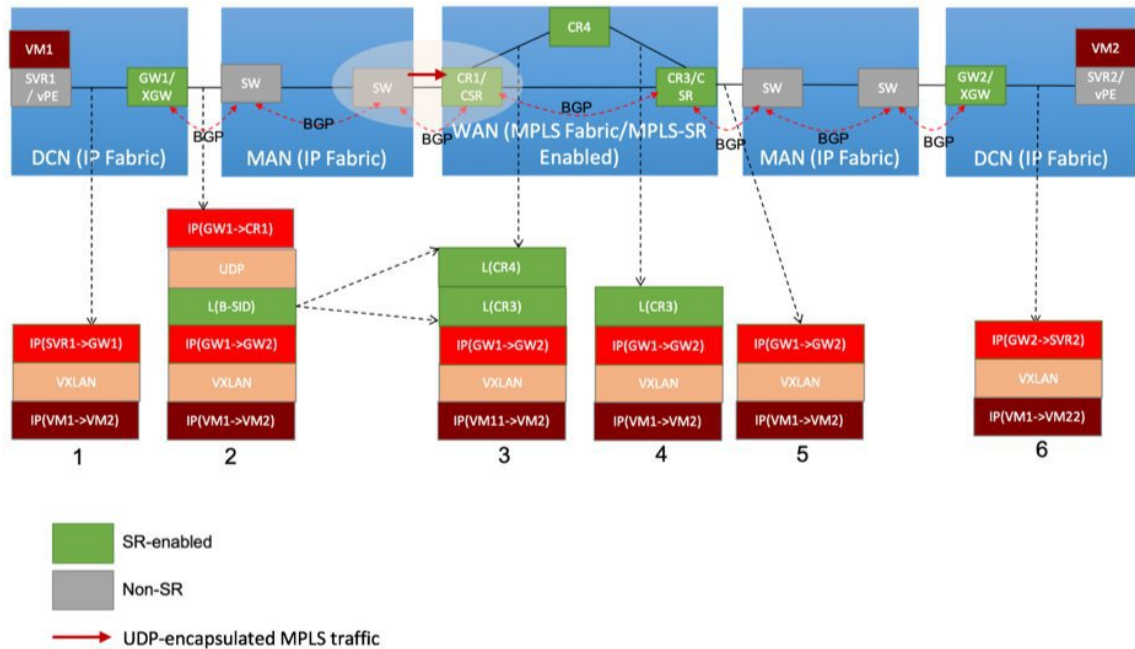 CR4
VM1
VM2
SVR1
/ vPE
GW1/
XGW
SW
SW
CR1/
CSR
CR3/C
SR
SW
SW
GW2/
XGW
SVR2/
vPE
BGP
BGP
BGP
BGP
BGP
BGP
BGP
DCN (IP Fabric)
MAN (IP Fabric)
WAN (MPLS Fabric/MPLS-SR
Enabled)
MAN (IP Fabric)
DCN (IP Fabric)
IP(SVR1->GW1)
VXLAN
IP(VM1->VM2)
1
IP(GW1->CR1)
UDP
L(B-SID)
IP(GW1->GW2)
VXLAN
IP(VM1->VM2)
2
L(CR4)
L(CR3)
IP(GW1->GW2)
VXLAN
IP(VM11->VM2)
3
L(CR3)
IP(GW1->GW2)
VXLAN
IP(VM1->VM2)
4
IP(GW1->GW2)
VXLAN
IP(VM1->VM2)
5
IP(GW2->SVR2)
VXLAN
IP(VM1->VM22)
6
SR-enabled
Non-SR
UDP-encapsulated MPLS traffic